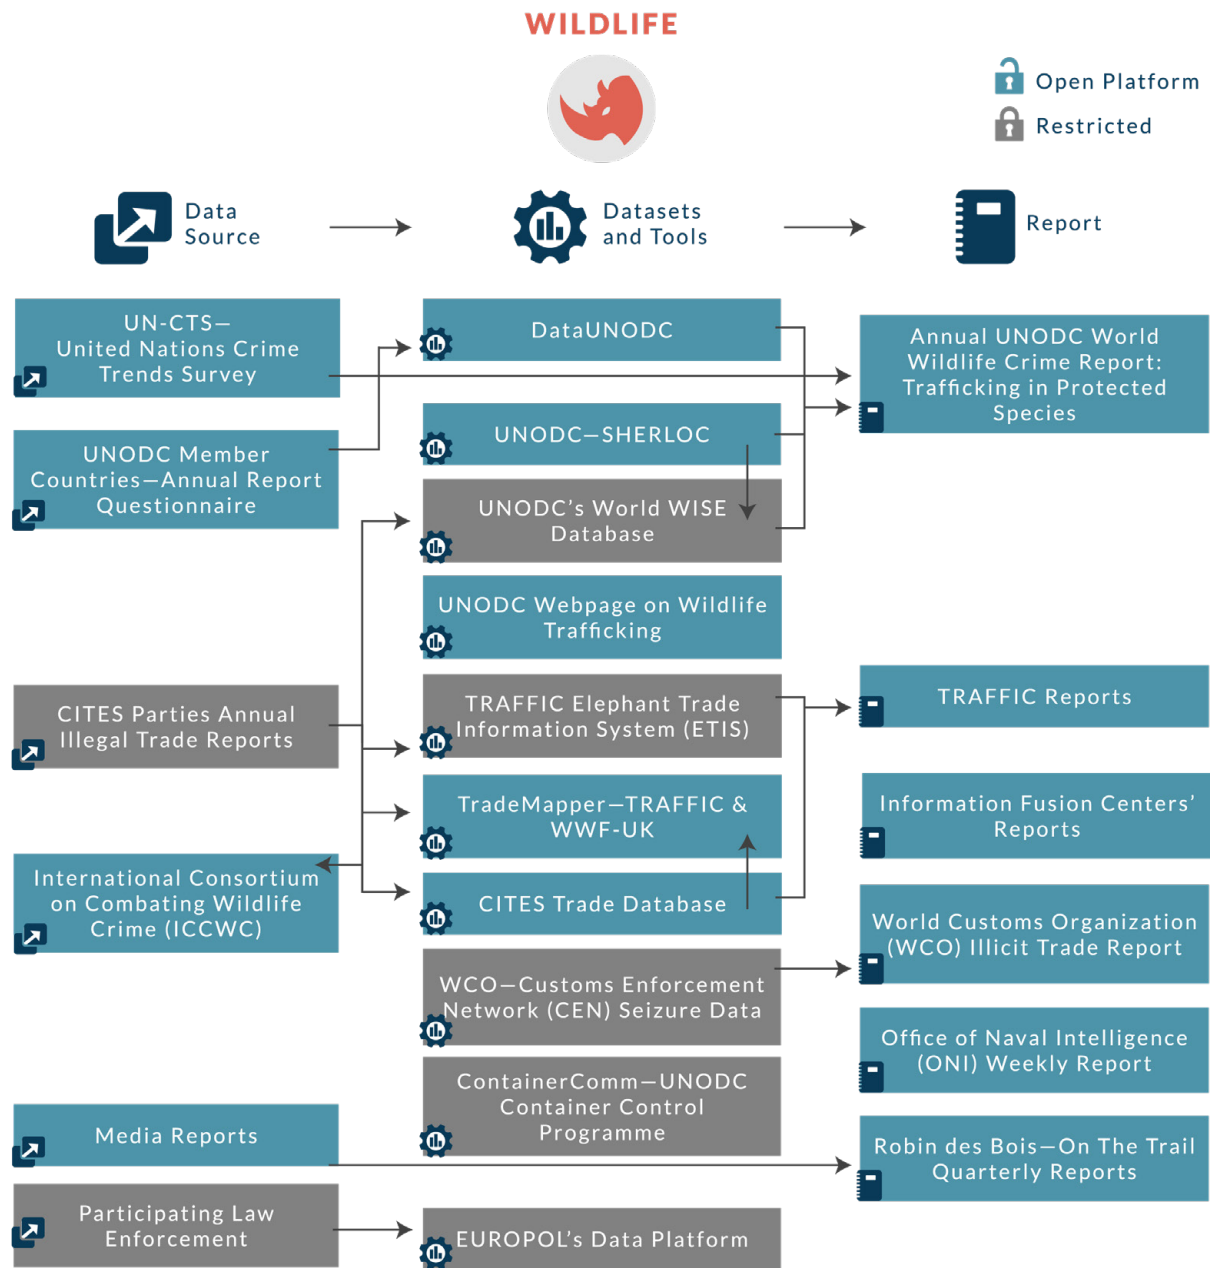 WILDLIFE
Open Platform
Restricted
Data
Source
Datasets
and Tools
Report
UN-CTS—
United Nations Crime
Trends Survey
UNODC Member
Countries—Annual Report
Questionnaire
CITES Parties Annual
Illegal Trade Reports
International Consortium
on Combating Wildlife
Crime (ICCWC)
Media Reports
Participating Law
Enforcement
DataUNODC
UNODC—SHERLOC
UNODC’s World WISE
Database
UNODC Webpage on Wildlife
Trafficking
TRAFFIC Elephant Trade
Information System (ETIS)
TradeMapper—TRAFFIC &
WWF-UK
CITES Trade Database
WCO—Customs Enforcement
Network (CEN) Seizure Data
ContainerComm—UNODC
Container Control
Programme
EUROPOL’s Data Platform
Annual UNODC World
Wildlife Crime Report:
Trafficking in Protected
Species
TRAFFIC Reports
Information Fusion Centers’
Reports
World Customs Organization
(WCO) Illicit Trade Report
Office of Naval Intelligence
(ONI) Weekly Report
Robin des Bois—On The Trail
Quarterly Reports